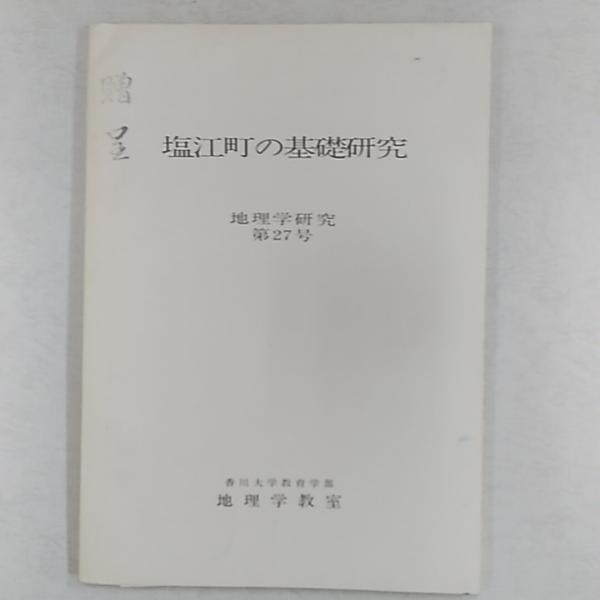 贈呈
塩江町の基礎研究
地理学研究
第27号
香川大学教育学部
地理学教室